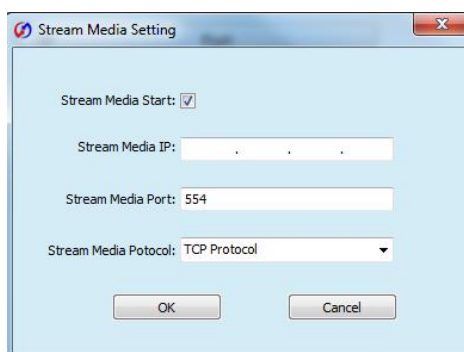 Stream Media Setting
Stream Media Start:
Stream Media IP: . . .
Stream Media Port: 554
Stream Media Potocol: TCP Protocol
OK Cancel